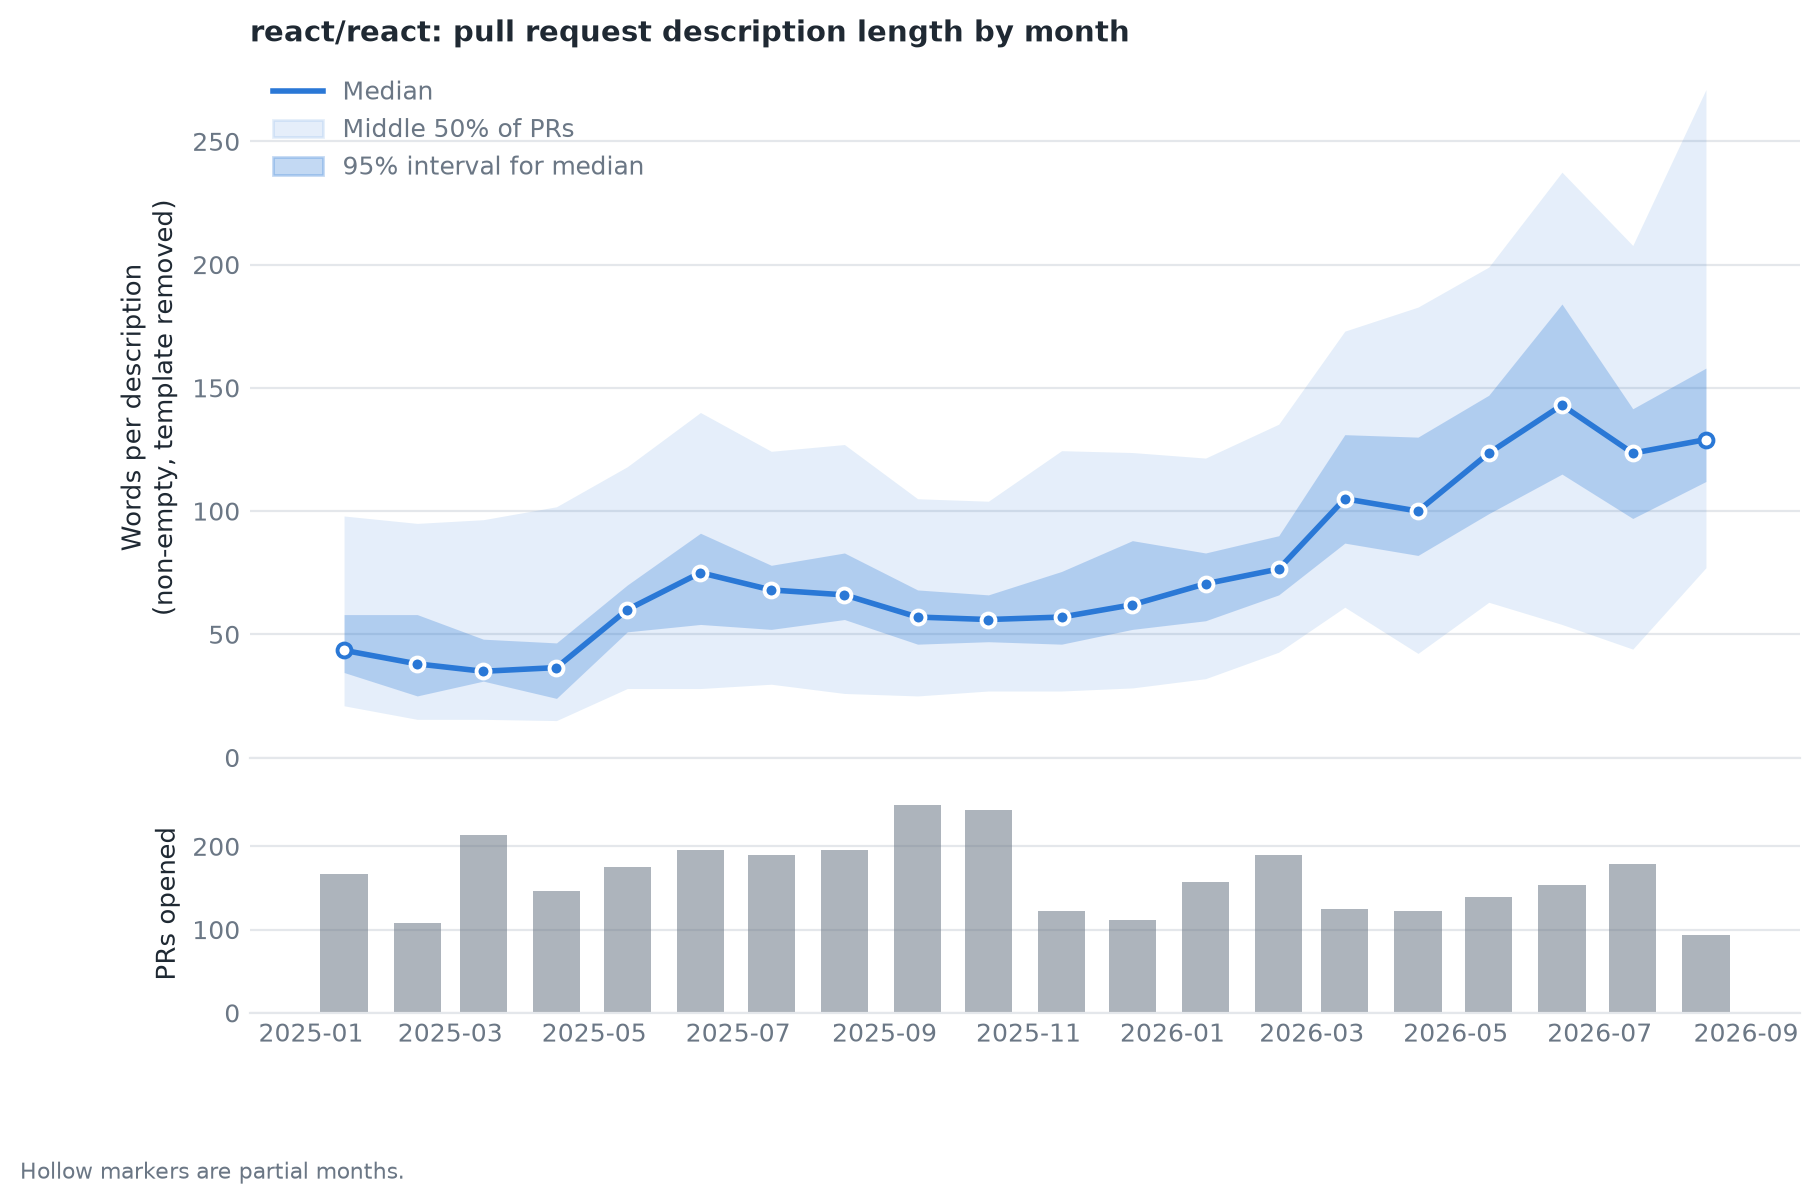 react/react: pull request description length by month
Median
Middle 50% of PRs
95% interval for median
Words per description
(non-empty, template removed)
250
200
150
100
50
0
PRs opened
200
100
0
2025-01 2025-03 2025-05 2025-07 2025-09 2025-11 2026-01 2026-03 2026-05 2026-07 2026-09
Hollow markers are partial months.